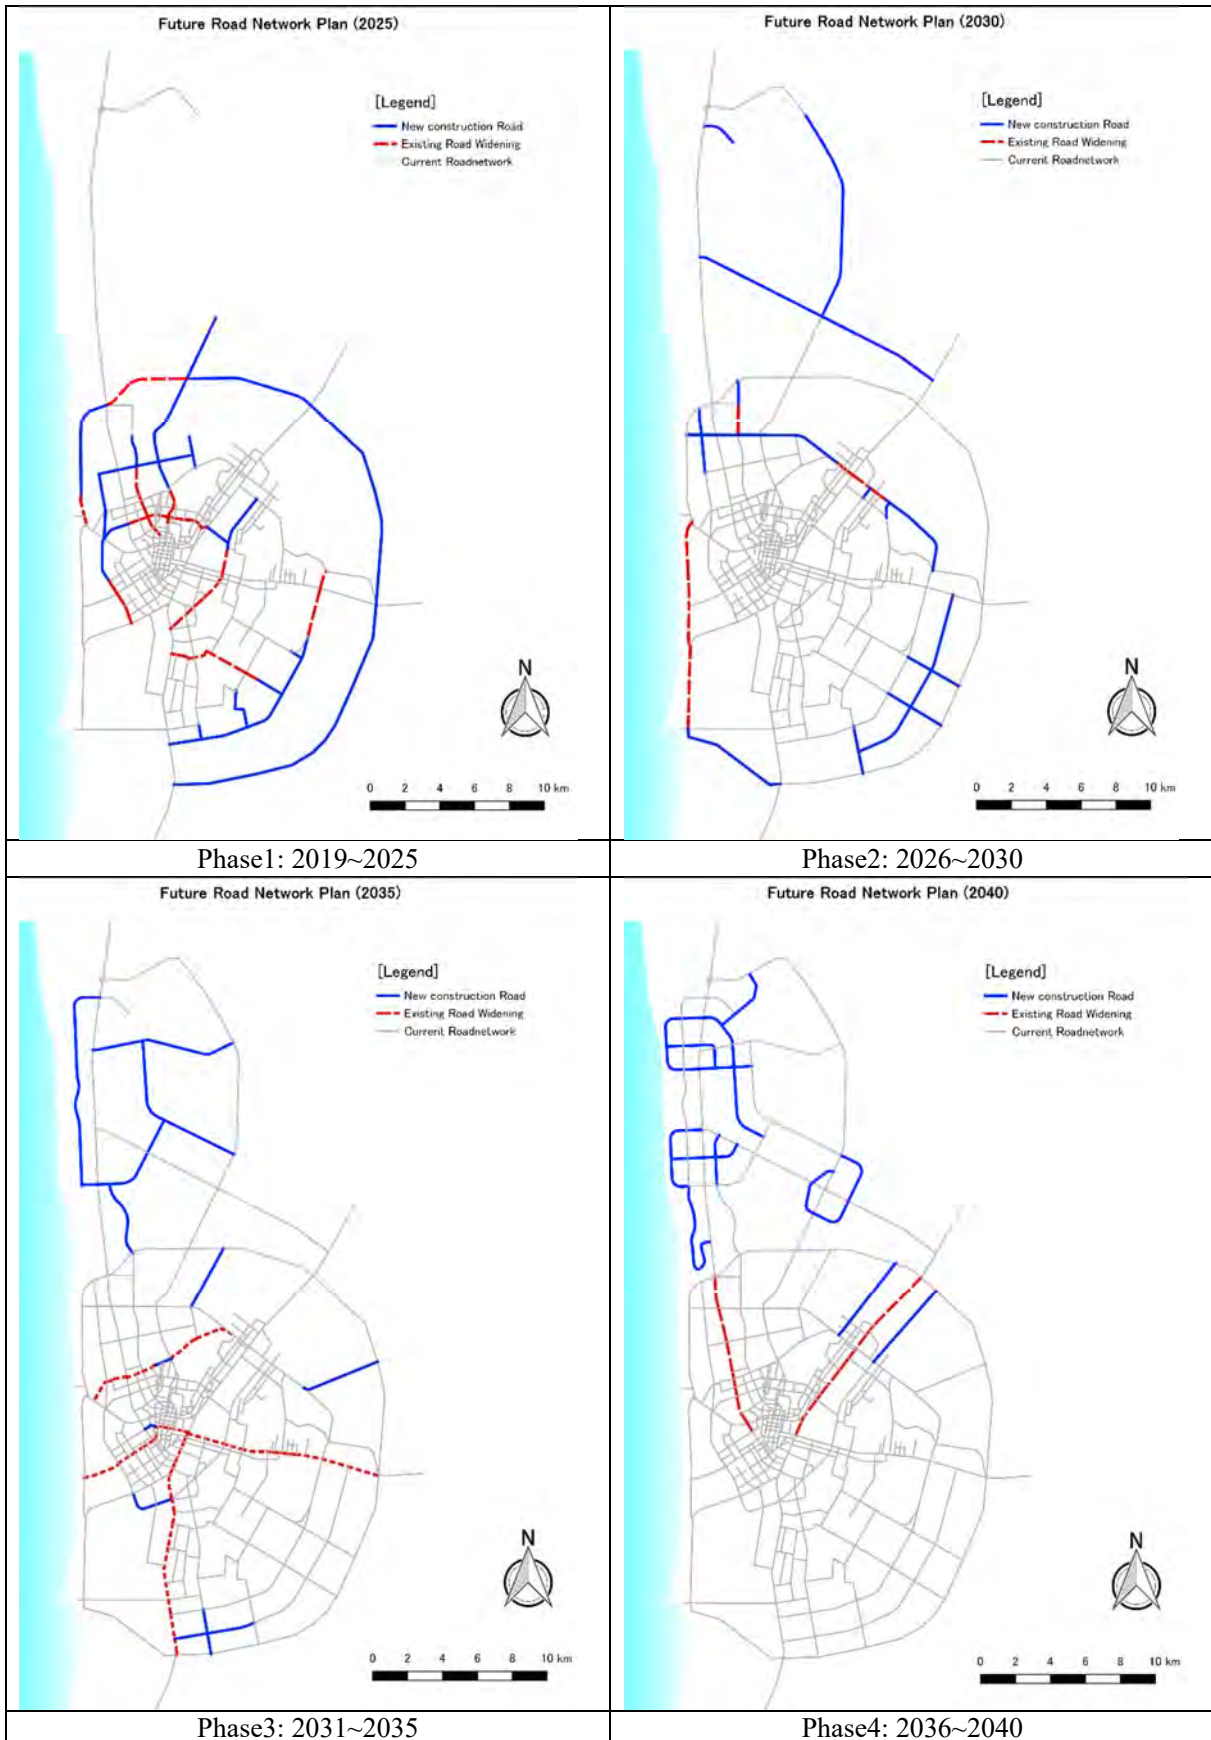 Future Road Network Plan (2025)
[Legend]
New construction Road
Existing Road Widening
Current Roadnetwork
N
0 2 4 6 8 10 km
Phase1: 2019~2025
Future Road Network Plan (2030)
[Legend]
New construction Road
Existing Road Widening
Current Roadnetwork
N
0 2 4 6 8 10 km
Phase2: 2026~2030
Future Road Network Plan (2035)
[Legend]
New construction Road
Existing Road Widening
Current Roadnetwork
N
0 2 4 6 8 10 km
Phase3: 2031~2035
Future Road Network Plan (2040)
[Legend]
New construction Road
Existing Road Widening
Current Roadnetwork
N
0 2 4 6 8 10 km
Phase4: 2036~2040